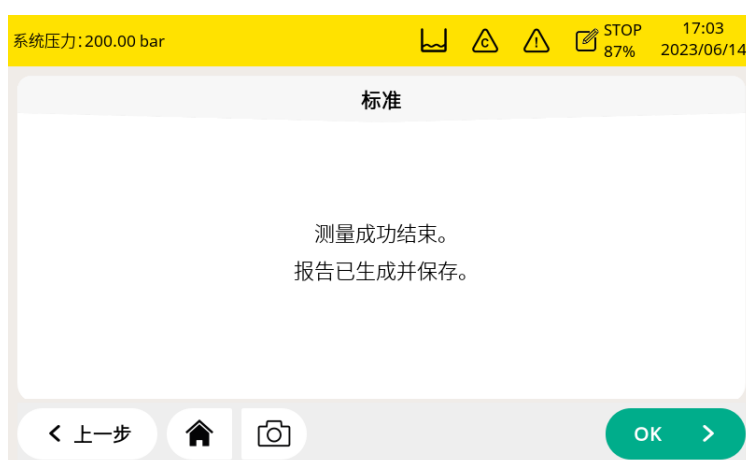 系统压力：200.00 bar
STOP
87%
17:03
2023/06/14
标准
测量成功结束。
报告已生成并保存。
上一步
OK